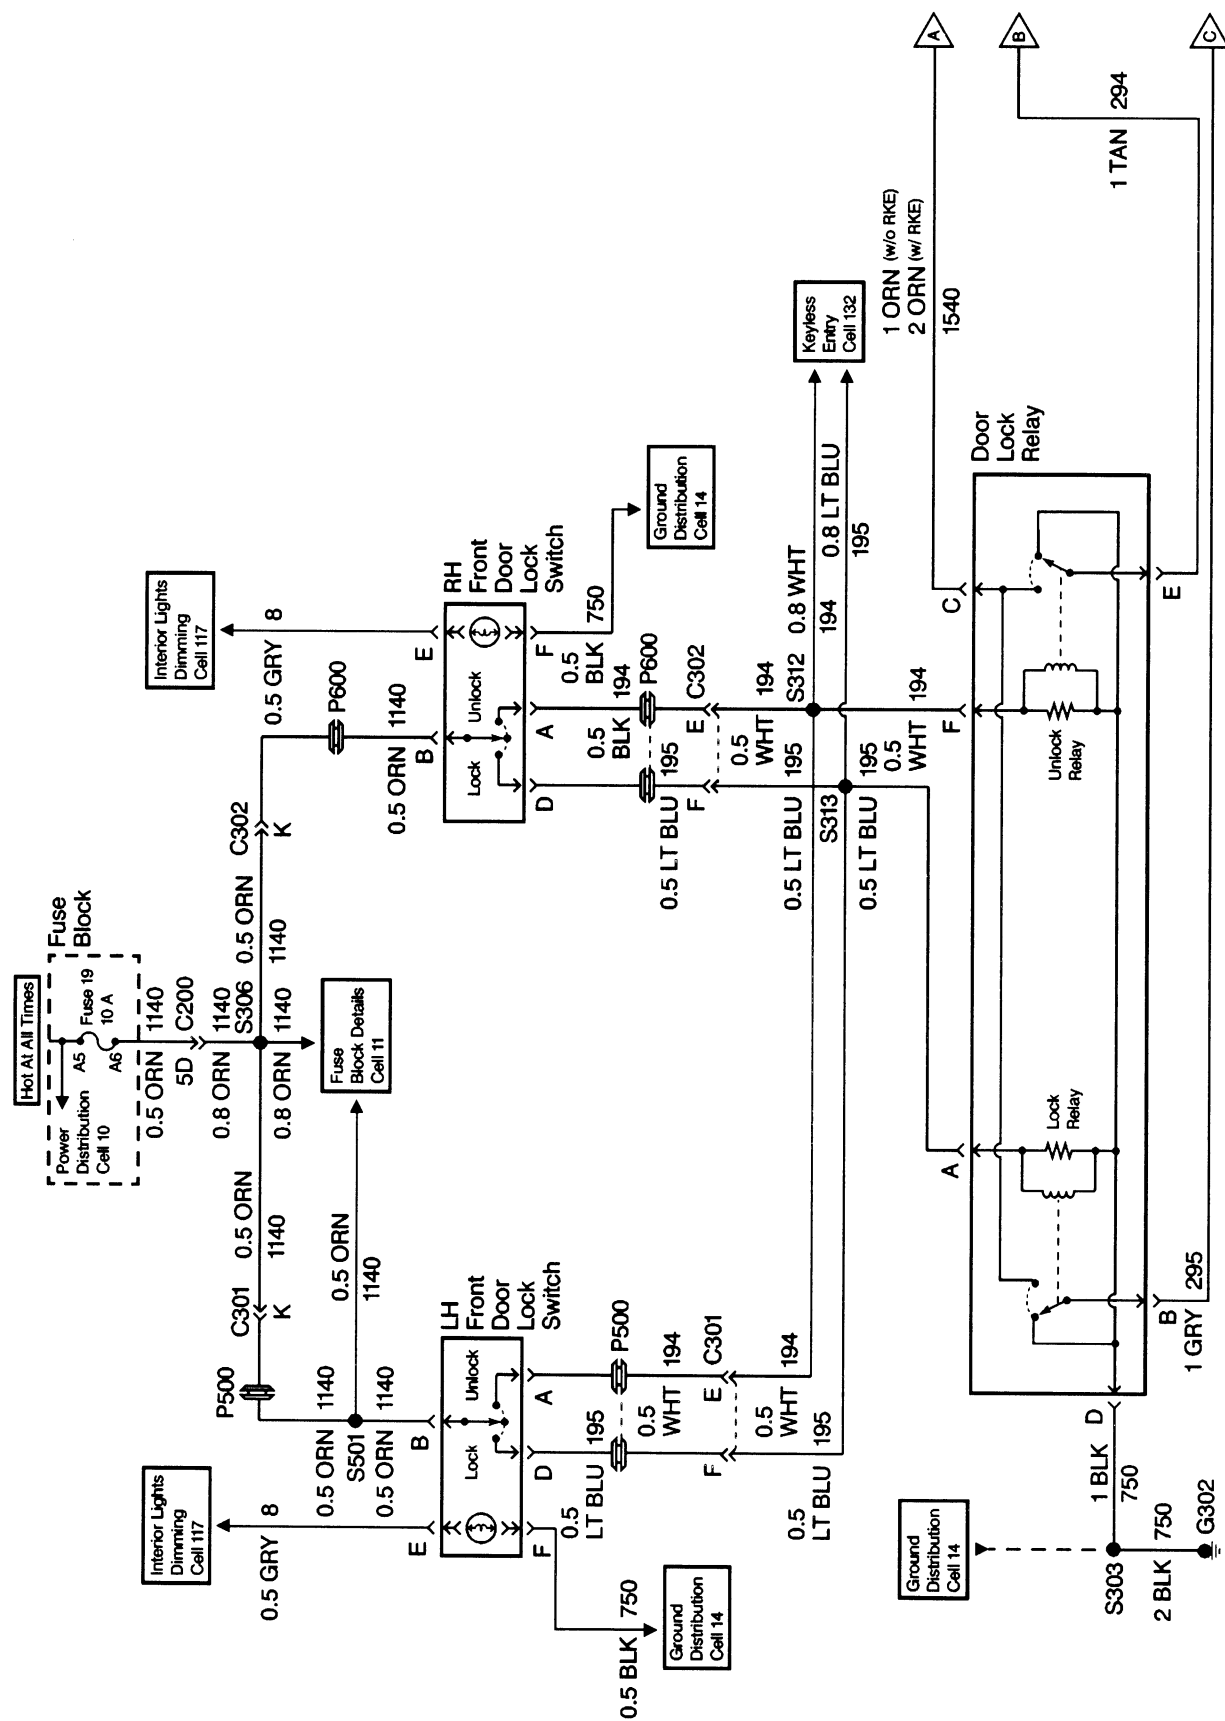 Hot At All Times
Fuse
Block
Power
Distribution
Cell 10
A5
Fuse 19
10 A
A6
0.5 ORN
1140
5D
C200
0.8 ORN
1140
S306
0.8 ORN
1140
Fuse
Block Details
Cell 11
0.5 ORN
1140
C301
K
P500
0.5 ORN
1140
C302
K
P600
0.5 ORN
1140
B
Interior Lights
Dimming
Cell 117
0.5 GRY
8
E
0.5 ORN
1140
S501
0.5 ORN
1140
B
0.5 ORN
1140
LH
Front
Door
Lock
Switch
Lock
Unlock
F
D
A
0.5 BLK
750
Ground
Distribution
Cell 14
0.5
LT BLU
195
0.5
WHT
194
P500
F
E
C301
0.5
LT BLU
195
0.5
WHT
194
Interior Lights
Dimming
Cell 117
0.5 GRY
8
E
RH
Front
Door
Lock
Switch
Lock
Unlock
D
A
F
0.5
BLK
750
Ground
Distribution
Cell 14
0.5
BLK
194
P600
0.5 LT BLU
195
F
E
C302
0.5
WHT
194
S312
0.5 LT BLU
195
S313
0.8 WHT
194
0.8 LT BLU
195
Keyless
Entry
Cell 132
0.5 LT BLU
195
0.5
WHT
194
A
F
C
1 ORN (w/o RKE)
2 ORN (w/ RKE)
1540
A
B
C
Door
Lock
Relay
Lock
Relay
Unlock
Relay
D
B
E
1 TAN
294
1 GRY
295
1 BLK
750
Ground
Distribution
Cell 14
S303
2 BLK
750
G302